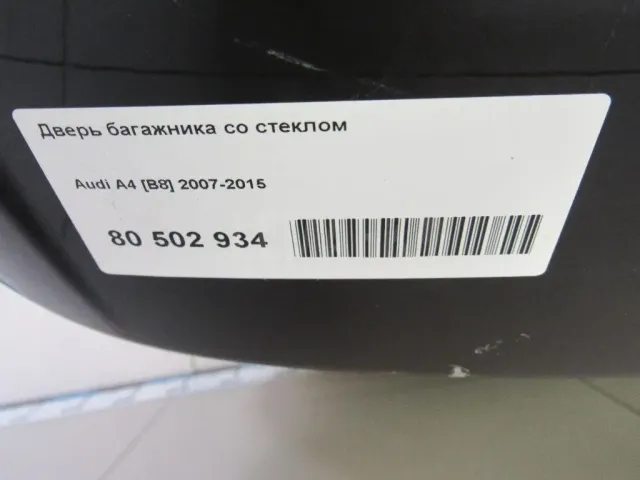 Дверь багажника со стеклом
Audi A4 [B8] 2007-2015
80 502 934